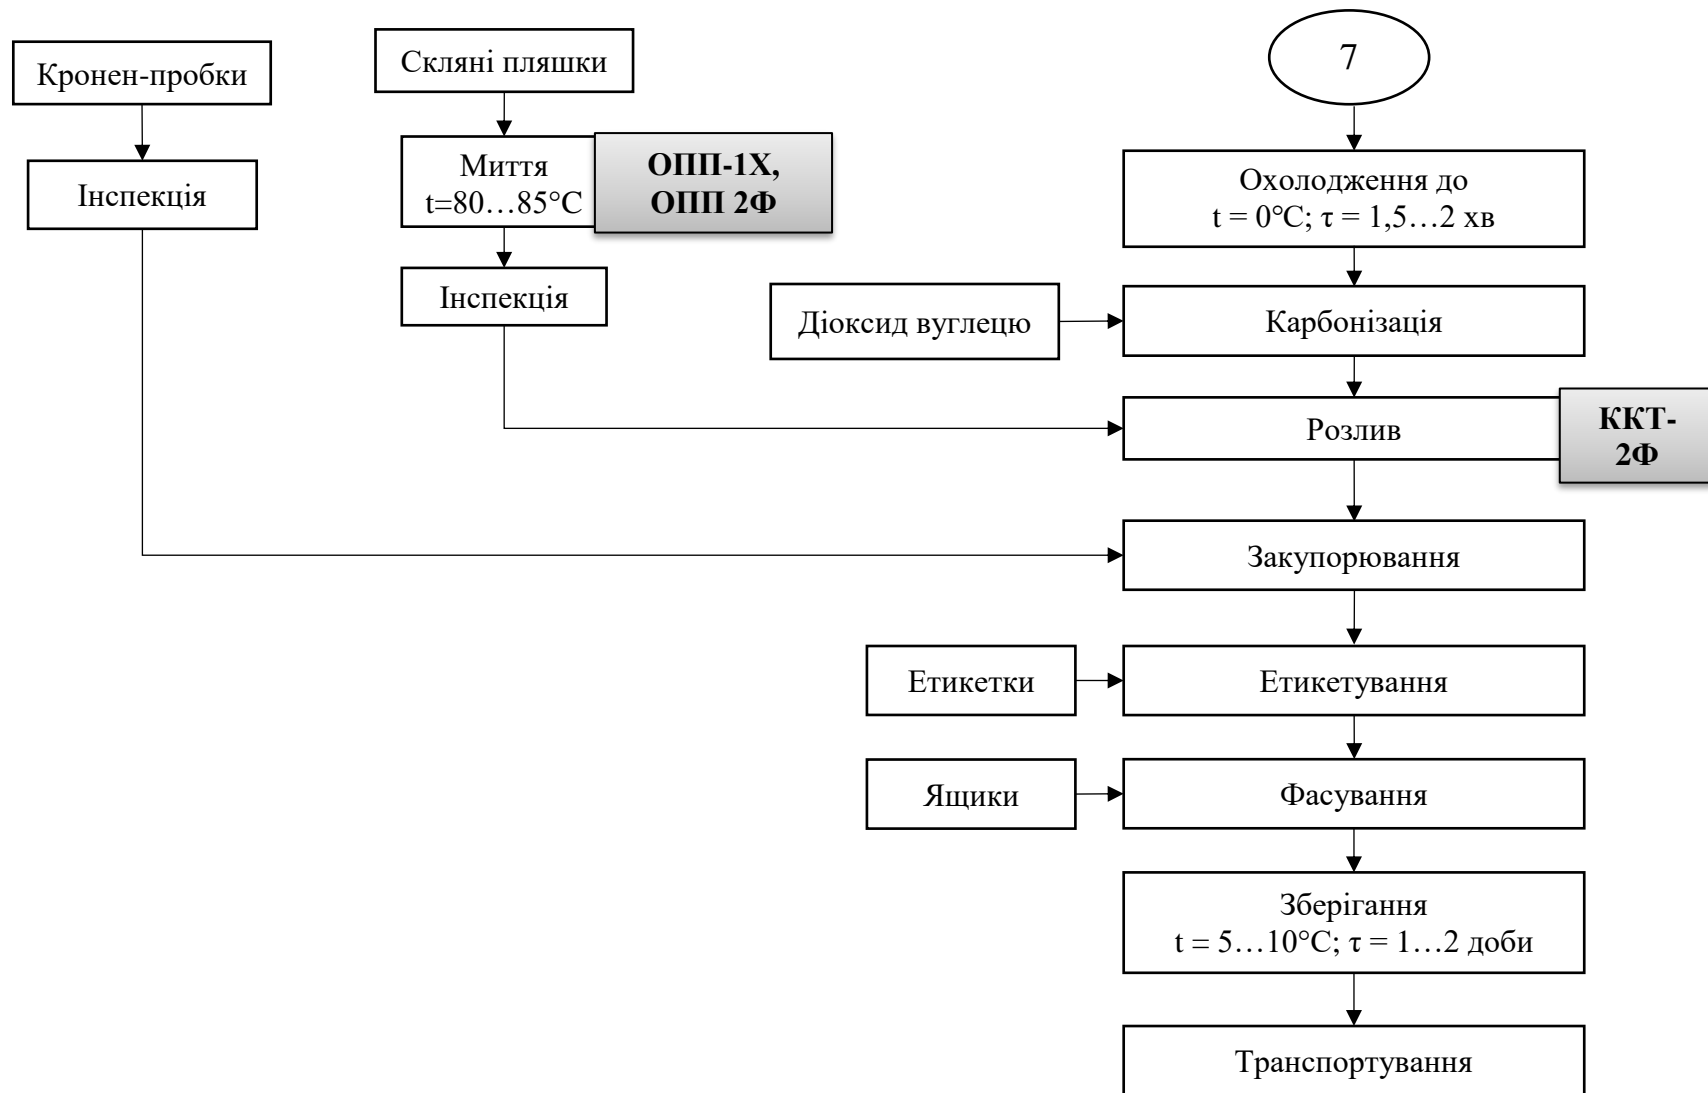 Кронен-пробки
Інспекція
Скляні пляшки
Миття
t=80…85°C
ОПП-1Х,
ОПП 2Ф
Інспекція
7
Охолодження до
t = 0°C; τ = 1,5…2 хв
Діоксид вуглецю
Карбонізація
Розлив
ККТ-
2Ф
Закупорювання
Етикетки
Етикетування
Ящики
Фасування
Зберігання
t = 5…10°C; τ = 1…2 доби
Транспортування